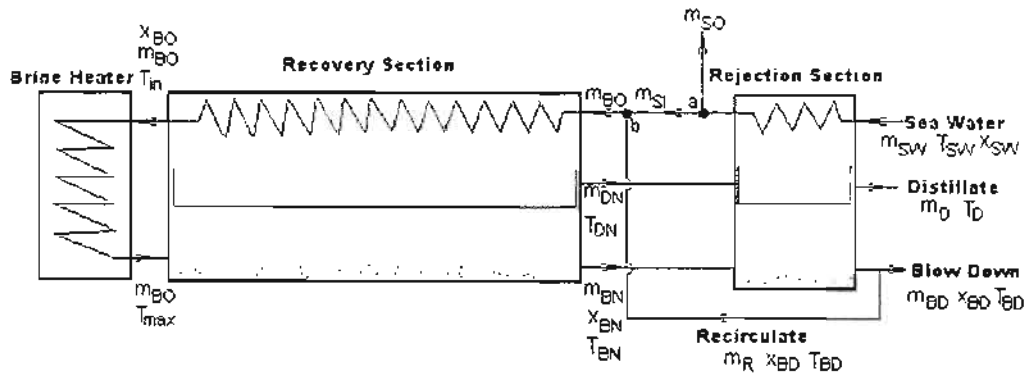 x_BO
m_BO
T_in
Brine Heater
Recovery Section
m_SO
Rejection Section
m_BO
m_SI
a
b
Sea Water
m_SW T_SW x_SW
m_DN
T_DN
Distillate
m_D T_D
m_BO
T_max
m_BN
x_BN
T_BN
Blow Down
m_BD x_BD T_BD
Recirculate
m_R x_BD T_BD